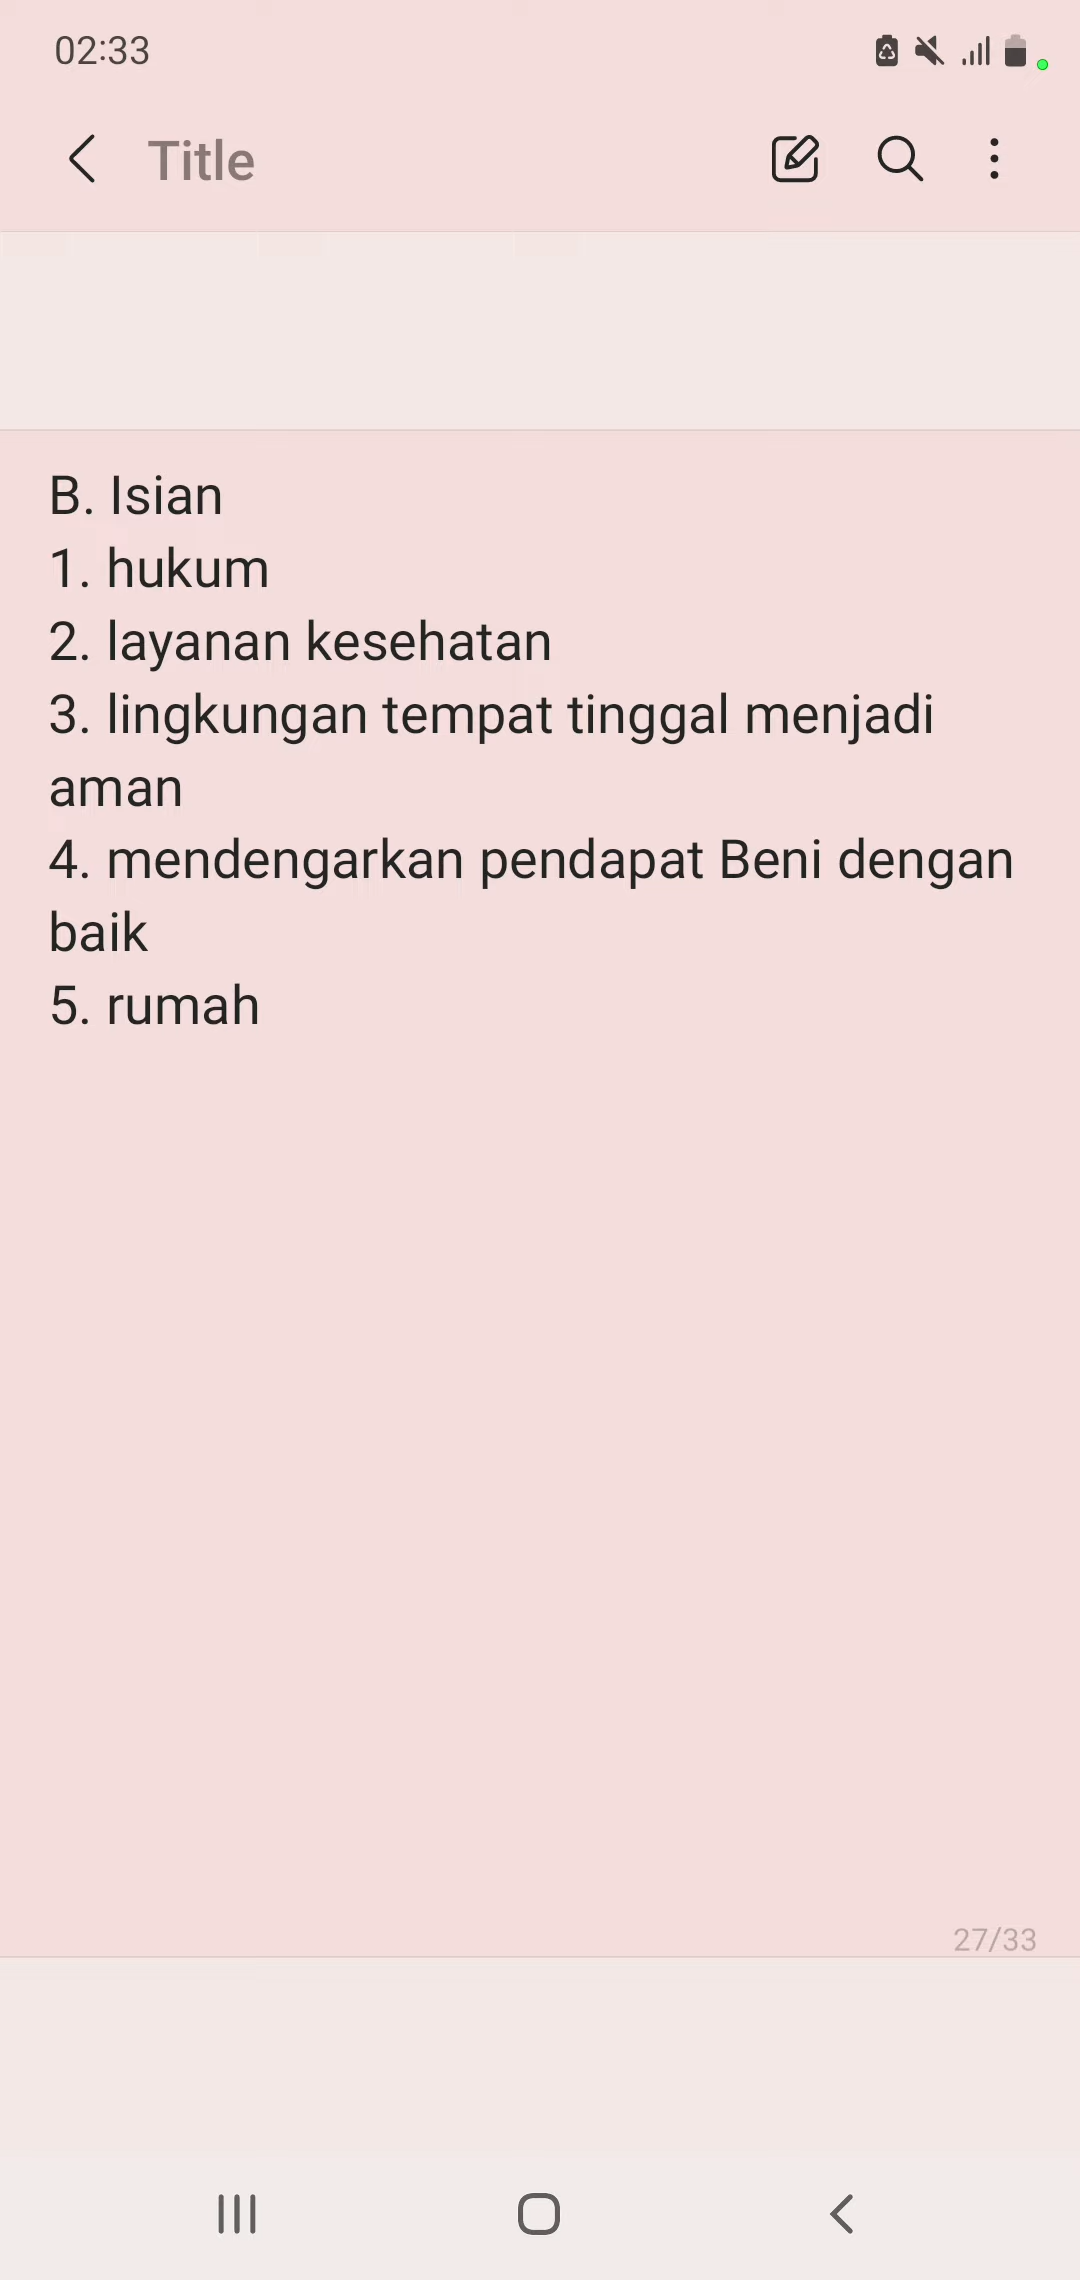 02:33
Title
B. Isian
1. hukum
2. layanan kesehatan
3. lingkungan tempat tinggal menjadi
aman
4. mendengarkan pendapat Beni dengan
baik
5. rumah
27/33